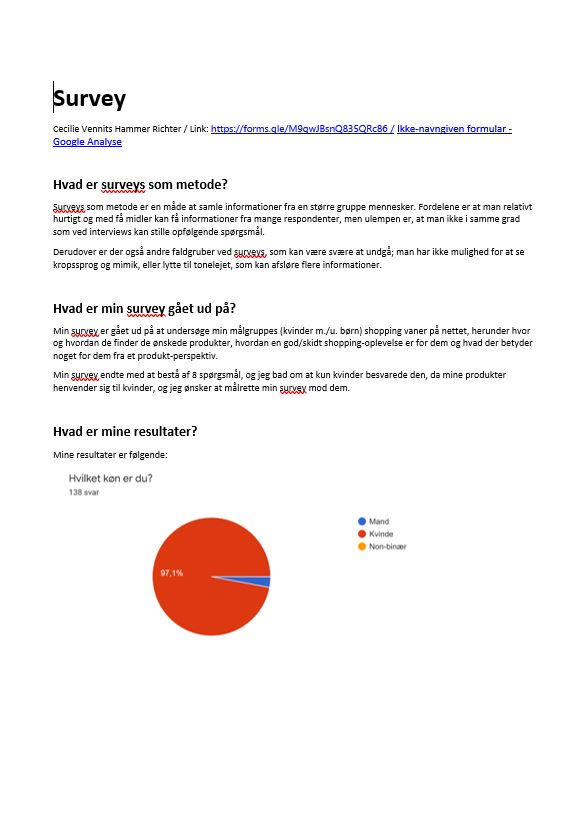 Survey
Cecilie Vennits Hammer Richter / Link: https://forms.gle/M9qwJBsnQ835QRc86 / Ikke-navngiven formular -
Google Analyse
Hvad er surveys som metode?
Surveys som metode er en måde at samle informationer fra en større gruppe mennesker. Fordelene er at man relativt
hurtigt og med få midler kan få informationer fra mange respondenter, men ulempen er, at man ikke i samme grad
som ved interviews kan stille opfølgende spørgsmål.
Derudover er der også andre faldgruber ved surveys, som kan være svære at undgå; man har ikke mulighed for at se
kropssprog og mimik, eller lytte til tonelejet, som kan afsløre flere informationer.
Hvad er min survey gået ud på?
Min survey er gået ud på at undersøge min målgruppes (kvinder m./u. børn) shopping vaner på nettet, herunder hvor
og hvordan de finder de ønskede produkter, hvordan en god/skidt shopping-oplevelse er for dem og hvad der betyder
noget for dem fra et produkt-perspektiv.
Min survey endte med at bestå af 8 spørgsmål, og jeg bad om at kun kvinder besvarede den, da mine produkter
henvender sig til kvinder, og jeg ønsker at målrette min survey mod dem.
Hvad er mine resultater?
Mine resultater er følgende:
Hvilket køn er du?
138 svar
Mand
Kvinde
Non-binær
97,1%